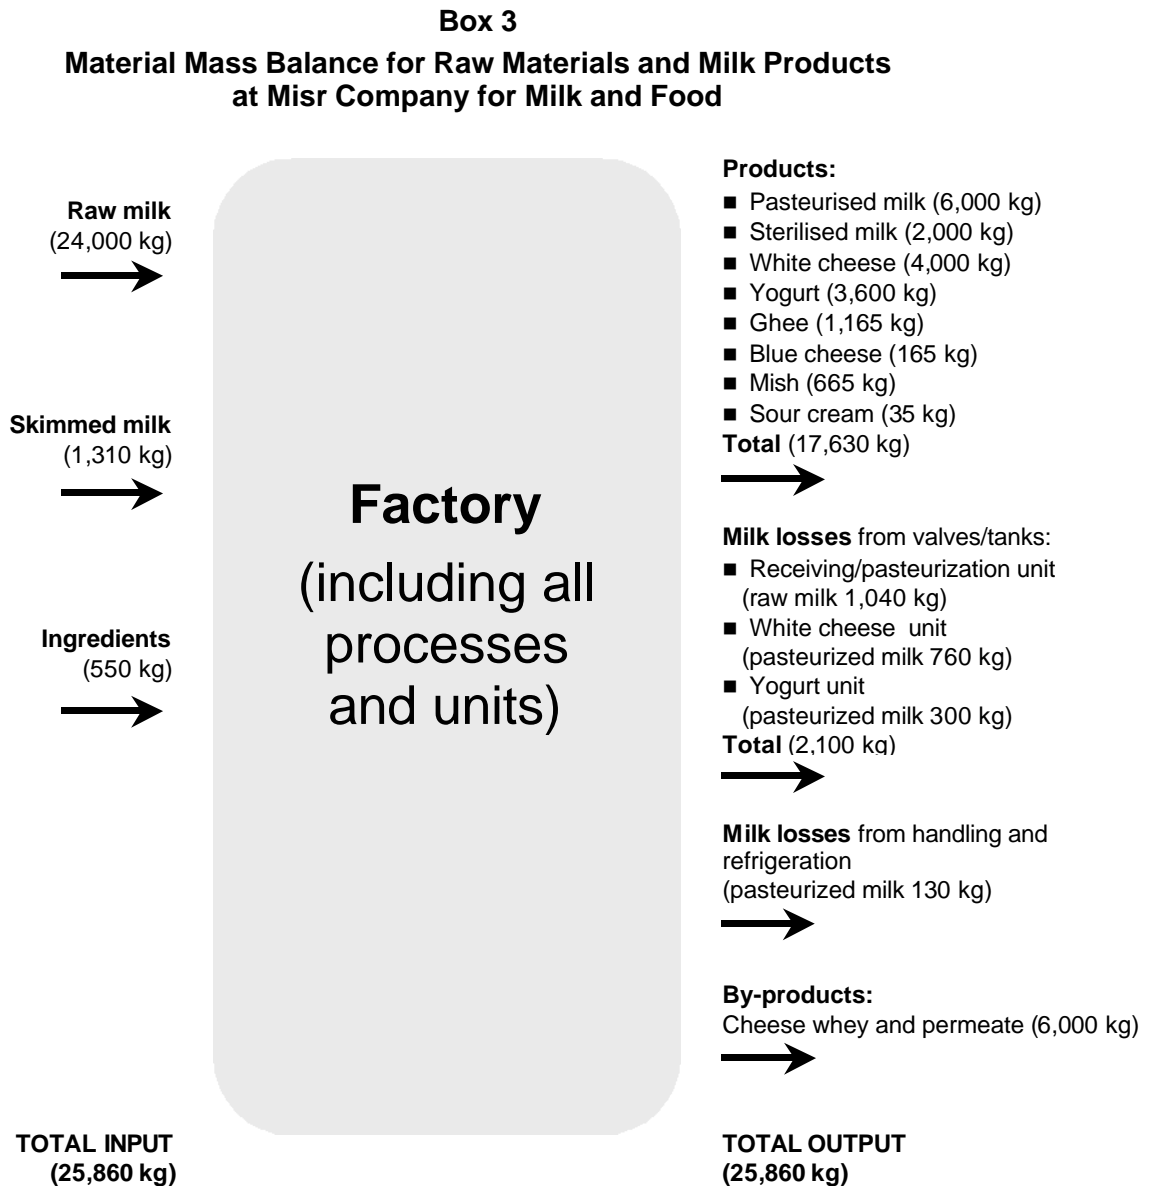 Box 3
Material Mass Balance for Raw Materials and Milk Products
at Misr Company for Milk and Food
Raw milk
(24,000 kg)
Skimmed milk
(1,310 kg)
Ingredients
(550 kg)
TOTAL INPUT
(25,860 kg)
Factory
(including all
processes
and units)
Products:
■ Pasteurised milk (6,000 kg)
■ Sterilised milk (2,000 kg)
■ White cheese (4,000 kg)
■ Yogurt (3,600 kg)
■ Ghee (1,165 kg)
■ Blue cheese (165 kg)
■ Mish (665 kg)
■ Sour cream (35 kg)
Total (17,630 kg)
Milk losses from valves/tanks:
■ Receiving/pasteurization unit
(raw milk 1,040 kg)
■ White cheese unit
(pasteurized milk 760 kg)
■ Yogurt unit
(pasteurized milk 300 kg)
Total (2,100 kg)
Milk losses from handling and
refrigeration
(pasteurized milk 130 kg)
By-products:
Cheese whey and permeate (6,000 kg)
TOTAL OUTPUT
(25,860 kg)